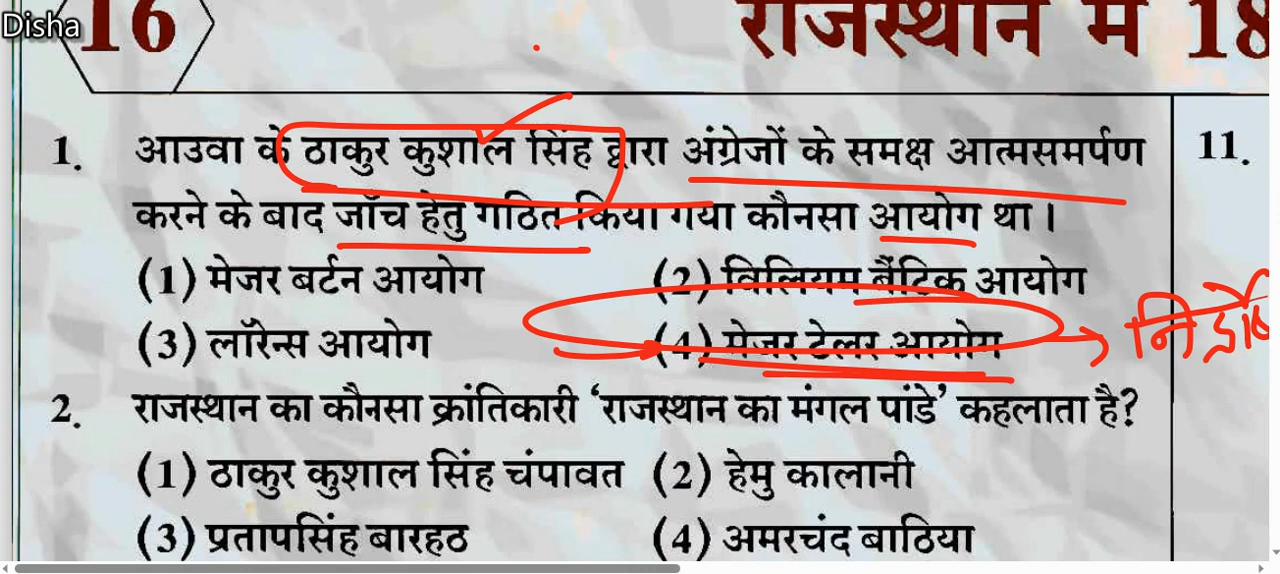 Disha
16
राजस्थान में 18
1. आउवा के ठाकुर कुशाल सिंह द्वारा अंग्रेजों के समक्ष आत्मसमर्पण
करने के बाद जाँच हेतु गठित किया गया कौनसा आयोग था।
(1) मेजर बर्टन आयोग (2) विलियम बैंटिक आयोग
(3) लॉरेन्स आयोग (4) मेजर टेलर आयोग
2. राजस्थान का कौनसा क्रांतिकारी ‘राजस्थान का मंगल पांडे’ कहलाता है?
(1) ठाकुर कुशाल सिंह चंपावत (2) हेमु कालानी
(3) प्रतापसिंह बारहठ (4) अमरचंद बाठिया
11.